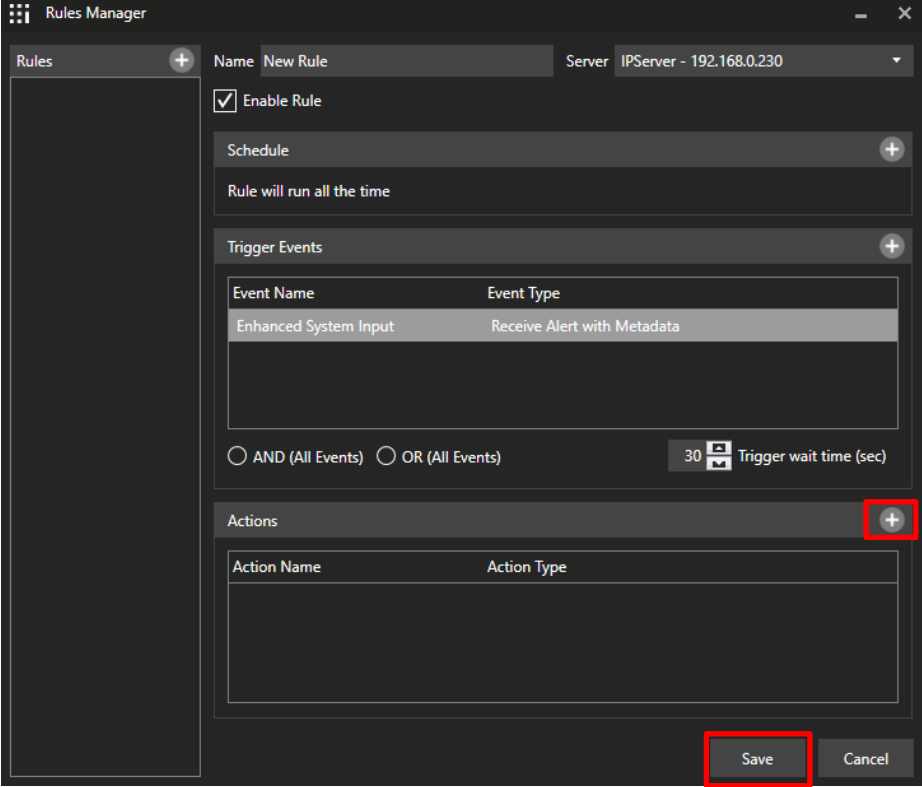 Rules Manager
Rules
Name New Rule Server IPServer - 192.168.0.230
Enable Rule
Schedule
Rule will run all the time
Trigger Events
Event Name Event Type
Enhanced System Input Receive Alert with Metadata
AND (All Events) OR (All Events) 30 Trigger wait time (sec)
Actions
Action Name Action Type
Save Cancel